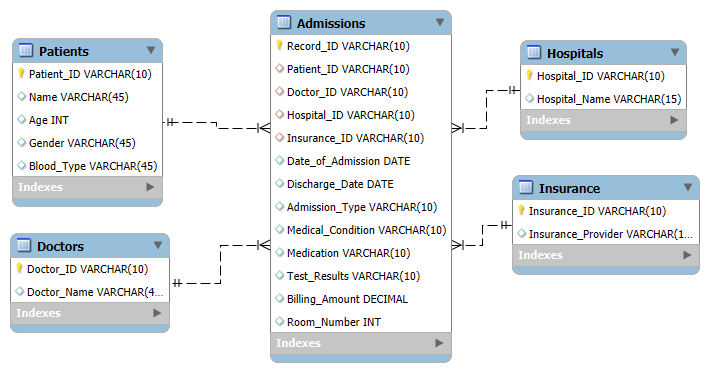 Patients
Patient_ID VARCHAR(10)
Name VARCHAR(45)
Age INT
Gender VARCHAR(45)
Blood_Type VARCHAR(45)
Indexes
Doctors
Doctor_ID VARCHAR(10)
Doctor_Name VARCHAR(4...
Indexes
Admissions
Record_ID VARCHAR(10)
Patient_ID VARCHAR(10)
Doctor_ID VARCHAR(10)
Hospital_ID VARCHAR(10)
Insurance_ID VARCHAR(10)
Date_of_Admission DATE
Discharge_Date DATE
Admission_Type VARCHAR(10)
Medical_Condition VARCHAR(10)
Medication VARCHAR(10)
Test_Results VARCHAR(10)
Billing_Amount DECIMAL
Room_Number INT
Indexes
Hospitals
Hospital_ID VARCHAR(10)
Hospital_Name VARCHAR(15)
Indexes
Insurance
Insurance_ID VARCHAR(10)
Insurance_Provider VARCHAR(1...
Indexes